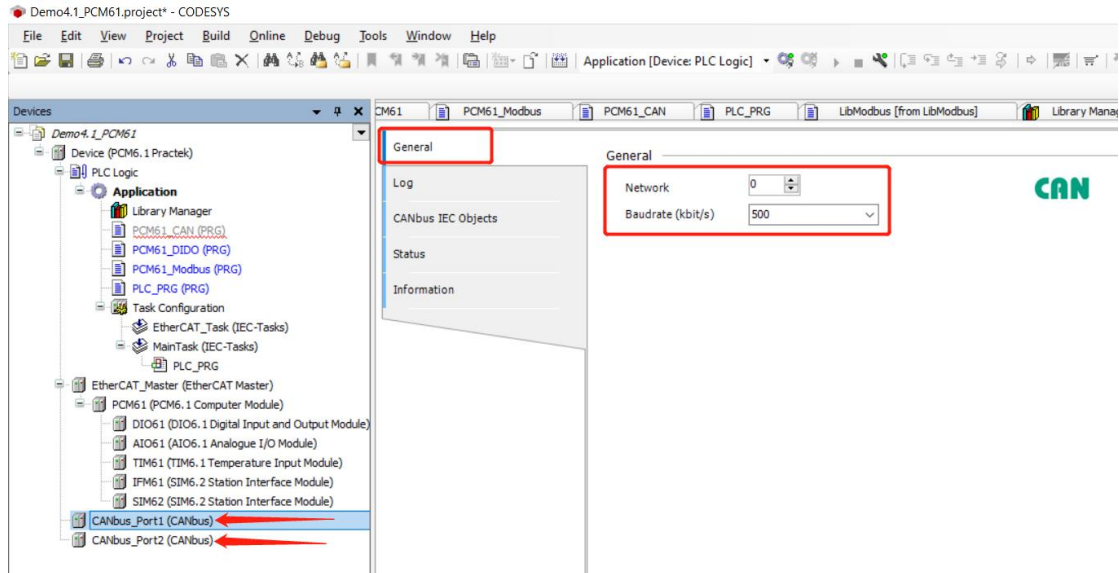 Demo4.1_PCM61.project* - CODESYS
File Edit View Project Build Online Debug Tools Window Help
Application [Device: PLC Logic]
Devices
CM61 PCM61_Modbus PCM61_CAN PLC_PRG LibModbus [from LibModbus] Library Manag
Demo4.1_PCM61
Device (PCM6.1 Practek)
PLC Logic
Application
Library Manager
PCM61_CAN (PRG)
PCM61_DIDO (PRG)
PCM61_Modbus (PRG)
PLC_PRG (PRG)
Task Configuration
EtherCAT_Task (IEC-Tasks)
MainTask (IEC-Tasks)
PLC_PRG
EtherCAT_Master (EtherCAT Master)
PCM61 (PCM6.1 Computer Module)
DIO61 (DIO6.1 Digital Input and Output Module)
AIO61 (AIO6.1 Analogue I/O Module)
TIM61 (TIM6.1 Temperature Input Module)
IFM61 (SIM6.2 Station Interface Module)
SIM62 (SIM6.2 Station Interface Module)
CANbus_Port1 (CANbus)
CANbus_Port2 (CANbus)
General
Log
CANbus IEC Objects
Status
Information
General
Network 0
Baudrate (kbit/s) 500
CAN